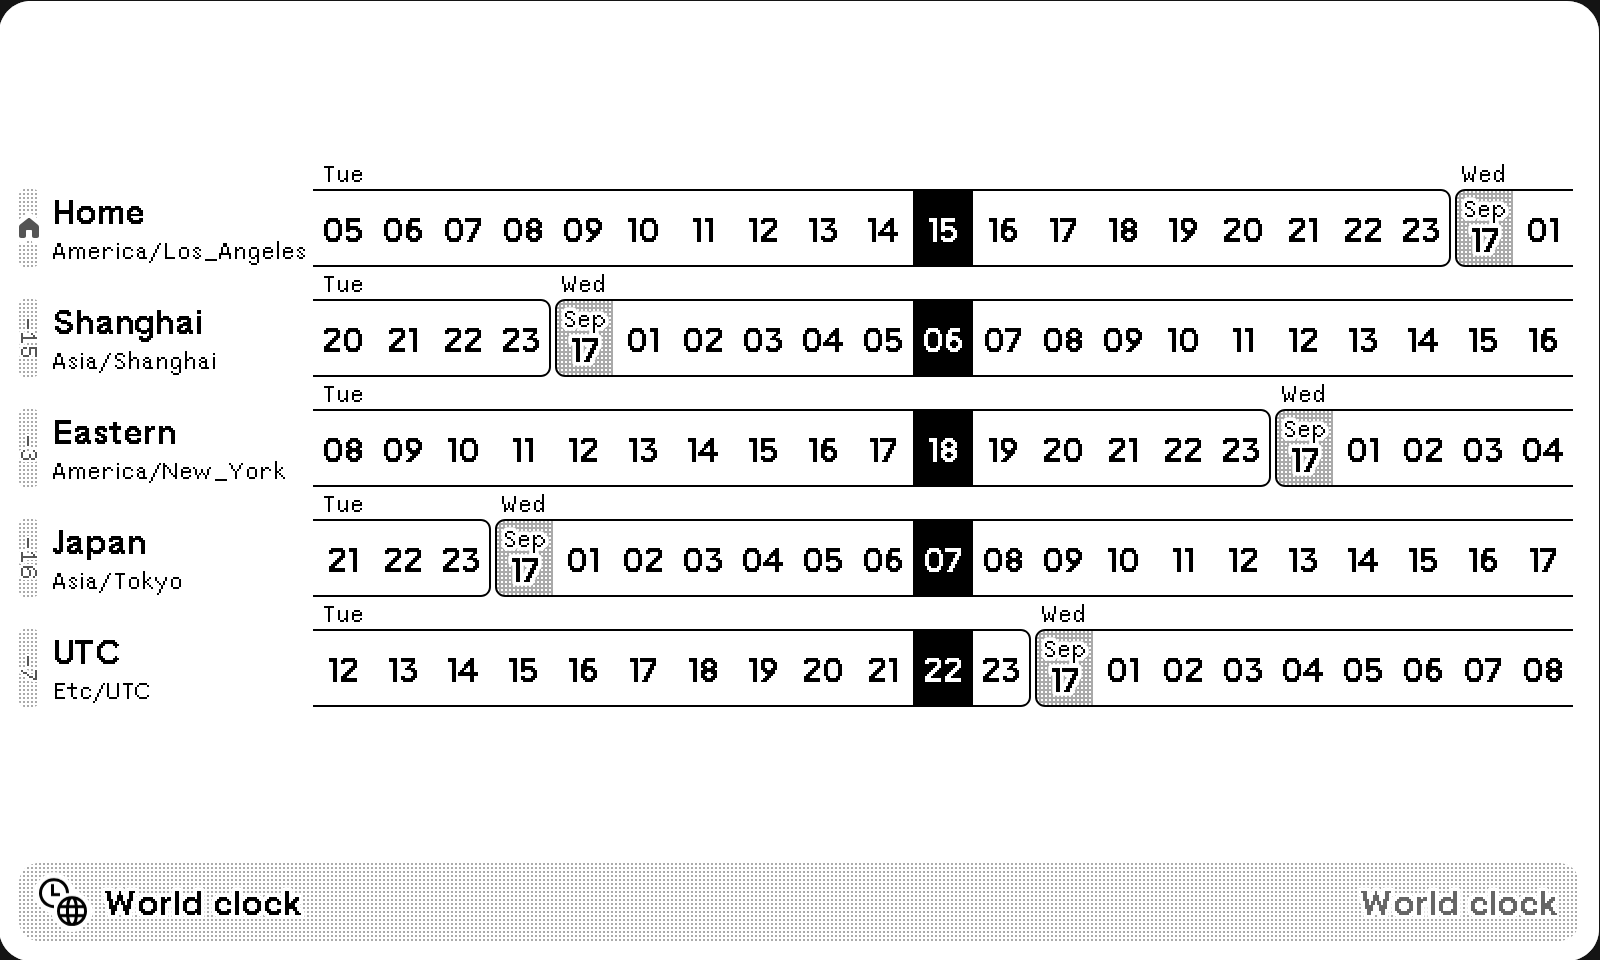 Tue Wed
Home
America/Los_Angeles
05 06 07 08 09 10 11 12 13 14 15 16 17 18 19 20 21 22 23 Sep 17 01
Tue Wed
-15
Shanghai
Asia/Shanghai
20 21 22 23 Sep 17 01 02 03 04 05 06 07 08 09 10 11 12 13 14 15 16
Tue Wed
-3
Eastern
America/New_York
08 09 10 11 12 13 14 15 16 17 18 19 20 21 22 23 Sep 17 01 02 03 04
Tue Wed
-16
Japan
Asia/Tokyo
21 22 23 Sep 17 01 02 03 04 05 06 07 08 09 10 11 12 13 14 15 16 17
Tue Wed
-7
UTC
Etc/UTC
12 13 14 15 16 17 18 19 20 21 22 23 Sep 17 01 02 03 04 05 06 07 08
World clock World clock